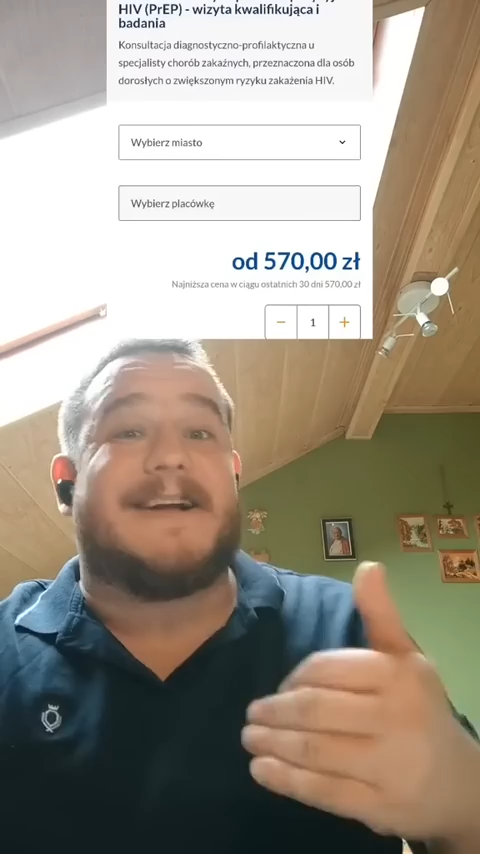 HIV (PrEP) - wizyta kwalifikująca i
badania
Konsultacja diagnostyczno-profilaktyczna u
specjalisty chorób zakaźnych, przeznaczona dla osób
dorosłych o zwiększonym ryzyku zakażenia HIV.
Wybierz miasto
Wybierz placówkę
od 570,00 zł
Najniższa cena w ciągu ostatnich 30 dni 570,00 zł
− 1 +